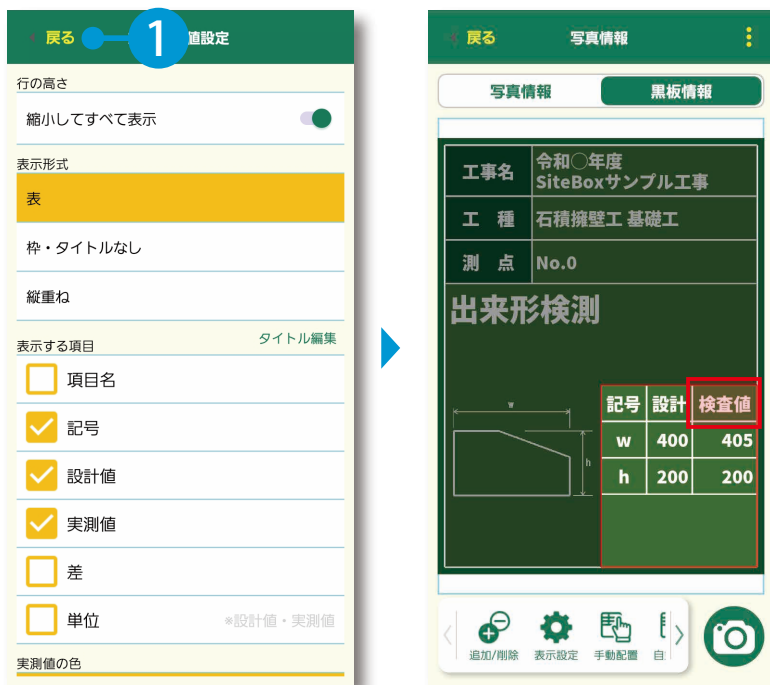 戻る
1
値設定
行の高さ
縮小してすべて表示
表示形式
表
枠・タイトルなし
縦重ね
表示する項目
タイトル編集
項目名
記号
設計値
実測値
差
単位
※設計値・実測値
実測値の色
戻る
写真情報
写真情報
黒板情報
工事名
令和○年度
SiteBoxサンプル工事
工 種
石積擁壁工 基礎工
測 点
No.0
出来形検測
w
h
記号 設計 検査値
w 400 405
h 200 200
追加/削除
表示設定
手動配置
自